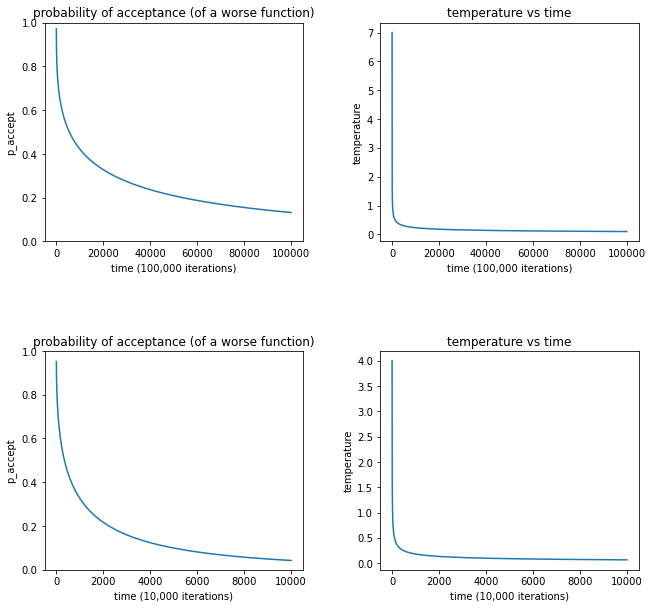 probability of acceptance (of a worse function)
1.0
0.8
0.6
0.4
0.2
0.0
p_accept
0 20000 40000 60000 80000 100000
time (100,000 iterations)
temperature vs time
7
6
5
4
3
2
1
0
temperature
0 20000 40000 60000 80000 100000
time (100,000 iterations)
probability of acceptance (of a worse function)
1.0
0.8
0.6
0.4
0.2
0.0
p_accept
0 2000 4000 6000 8000 10000
time (10,000 iterations)
temperature vs time
4.0
3.5
3.0
2.5
2.0
1.5
1.0
0.5
0.0
temperature
0 2000 4000 6000 8000 10000
time (10,000 iterations)